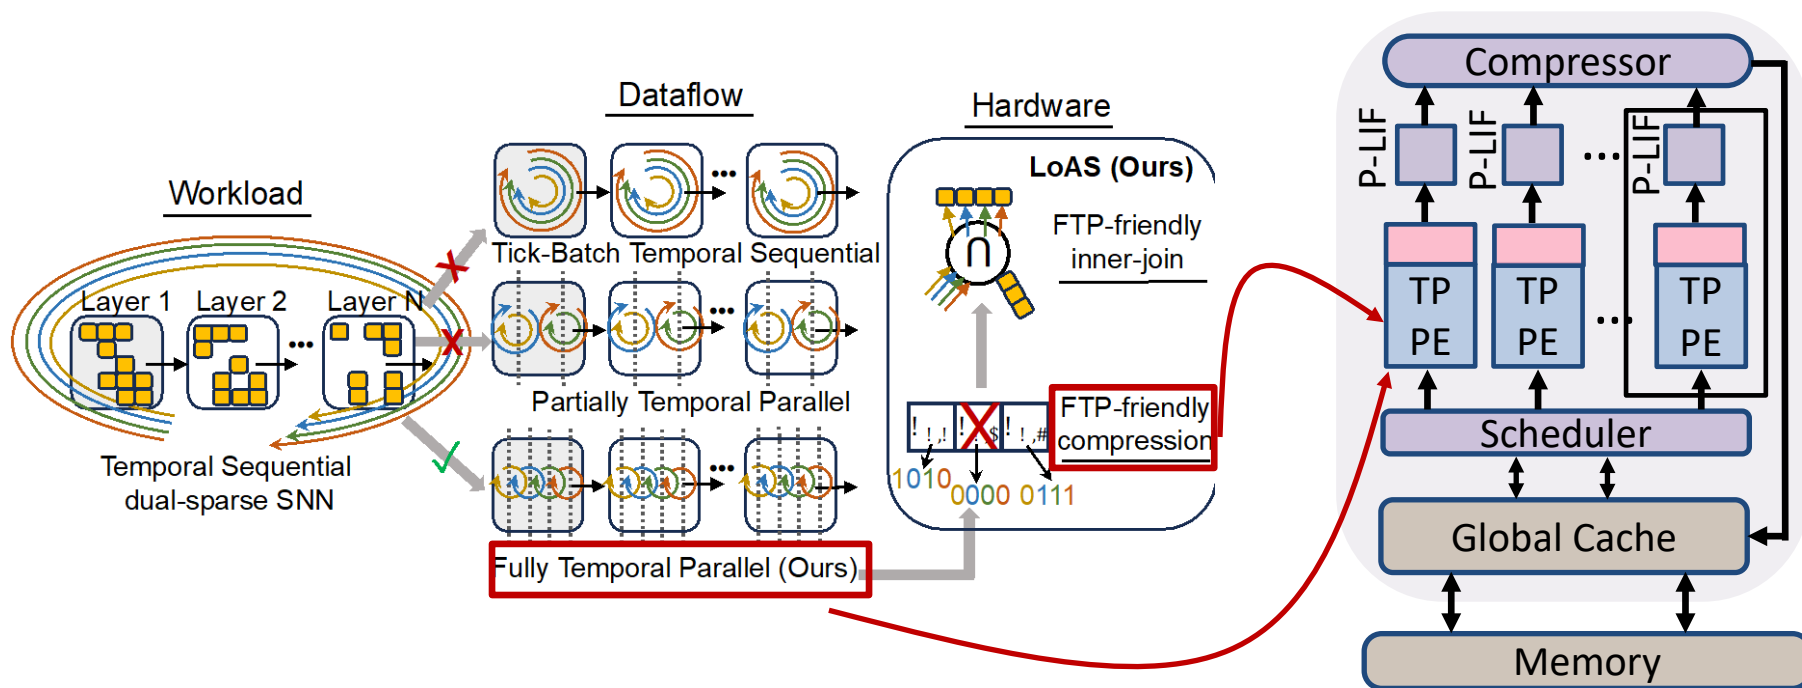 Workload
Layer 1
Layer 2
Layer N
...
Temporal Sequential
dual-sparse SNN
Dataflow
...
Tick-Batch Temporal Sequential
...
Partially Temporal Parallel
...
Fully Temporal Parallel (Ours)
Hardware
LoAS (Ours)
FTP-friendly
inner-join
∩
FTP-friendly
compression
1010
0000
0111
Compressor
P-LIF
P-LIF
...
P-LIF
TP
PE
TP
PE
...
TP
PE
Scheduler
Global Cache
Memory